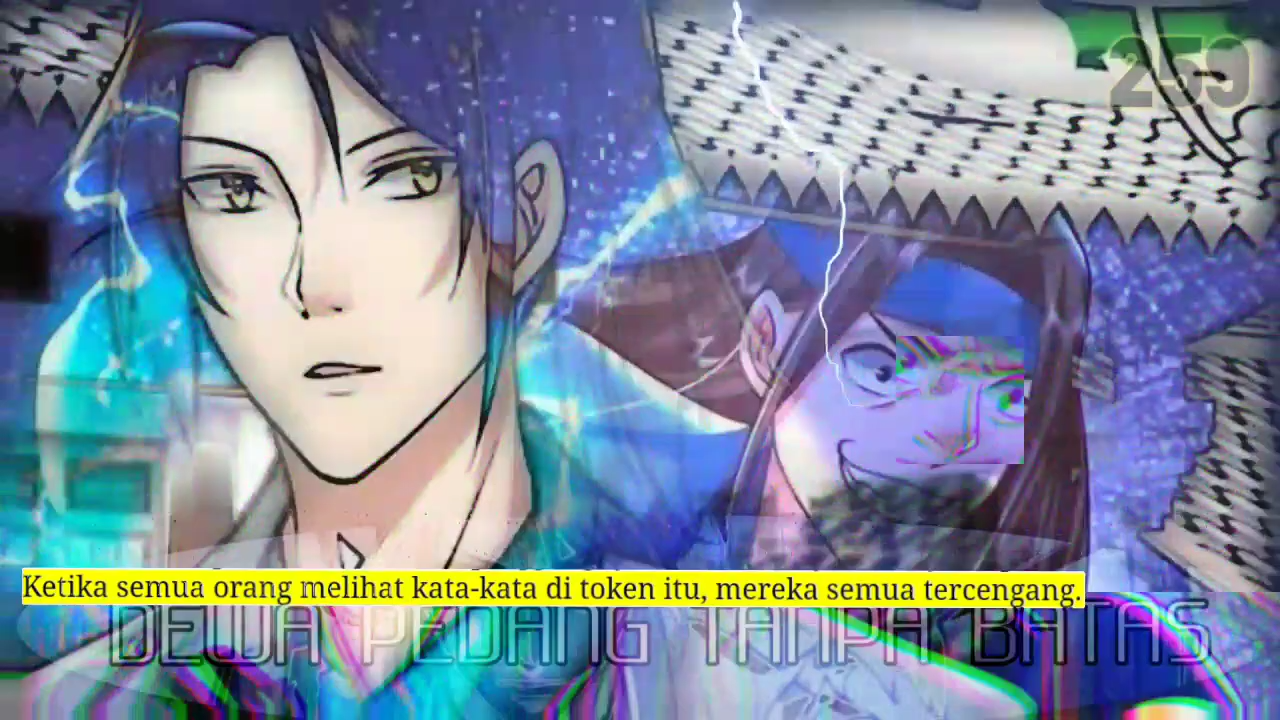 259
Ketika semua orang melihat kata-kata di token itu, mereka semua tercengang.
DEWA PEDANG TANPA BATAS